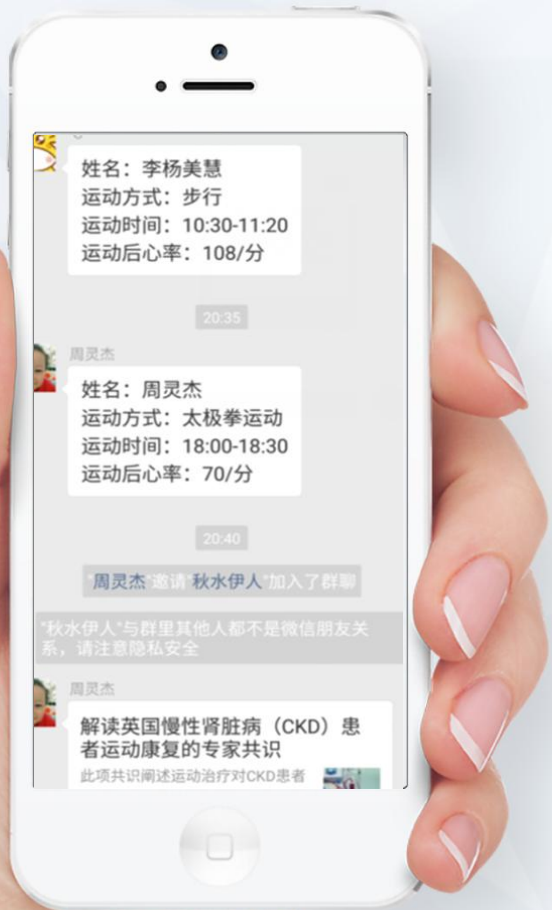 姓名：李杨美慧
运动方式：步行
运动时间：10:30-11:20
运动后心率：108/分
20:35
周灵杰
姓名：周灵杰
运动方式：太极拳运动
运动时间：18:00-18:30
运动后心率：70/分
20:40
"周灵杰"邀请"秋水伊人"加入了群聊
"秋水伊人"与群里其他人都不是微信朋友关
系，请注意隐私安全
周灵杰
解读英国慢性肾脏病（CKD）患
者运动康复的专家共识
此项共识阐述运动治疗对CKD患者